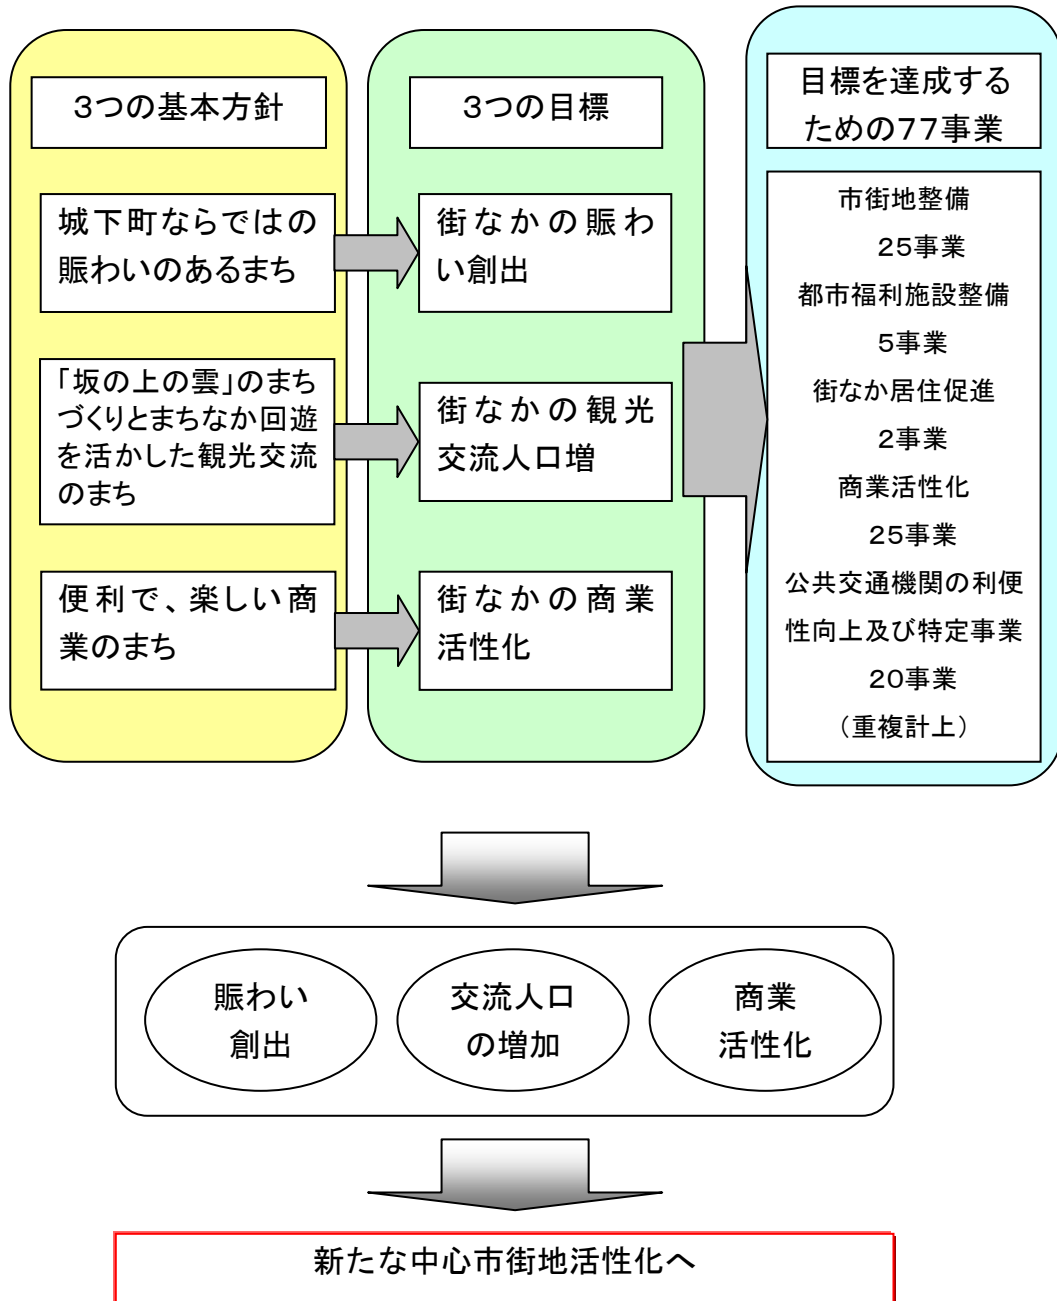 3つの基本方針
城下町ならではの
賑わいのあるまち
「坂の上の雲」のまち
づくりとまちなか回遊
を活かした観光交流
のまち
便利で、楽しい商
業のまち
3つの目標
街なかの賑わ
い創出
街なかの観光
交流人口増
街なかの商業
活性化
目標を達成する
ための77事業
市街地整備
25事業
都市福利施設整備
5事業
街なか居住促進
2事業
商業活性化
25事業
公共交通機関の利便
性向上及び特定事業
20事業
(重複計上)
賑わい
創出
交流人口
の増加
商業
活性化
新たな中心市街地活性化へ